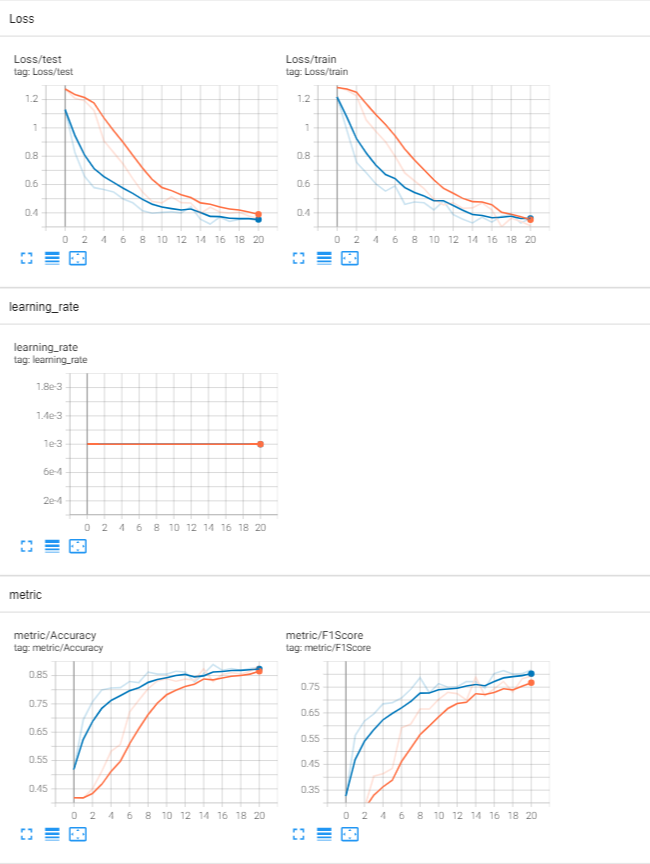 Loss
Loss/test
tag: Loss/test
1.2
1
0.8
0.6
0.4
0 2 4 6 8 10 12 14 16 18 20
Loss/train
tag: Loss/train
1.2
1
0.8
0.6
0.4
0 2 4 6 8 10 12 14 16 18 20
learning_rate
learning_rate
tag: learning_rate
1.8e-3
1.4e-3
1e-3
6e-4
2e-4
0 2 4 6 8 10 12 14 16 18 20
metric
metric/Accuracy
tag: metric/Accuracy
0.85
0.75
0.65
0.55
0.45
0 2 4 6 8 10 12 14 16 18 20
metric/F1Score
tag: metric/F1Score
0.75
0.65
0.55
0.45
0.35
0 2 4 6 8 10 12 14 16 18 20